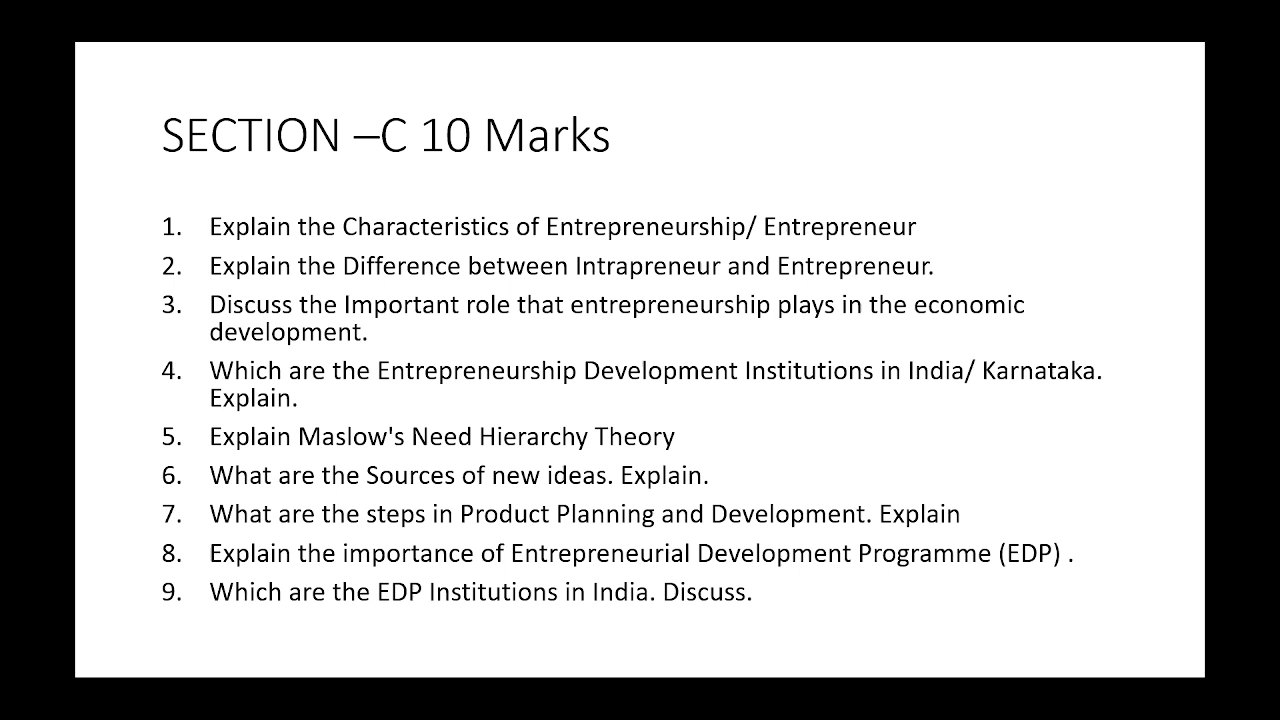 SECTION –C 10 Marks
1. Explain the Characteristics of Entrepreneurship/ Entrepreneur
2. Explain the Difference between Intrapreneur and Entrepreneur.
3. Discuss the Important role that entrepreneurship plays in the economic
development.
4. Which are the Entrepreneurship Development Institutions in India/ Karnataka.
Explain.
5. Explain Maslow's Need Hierarchy Theory
6. What are the Sources of new ideas. Explain.
7. What are the steps in Product Planning and Development. Explain
8. Explain the importance of Entrepreneurial Development Programme (EDP) .
9. Which are the EDP Institutions in India. Discuss.